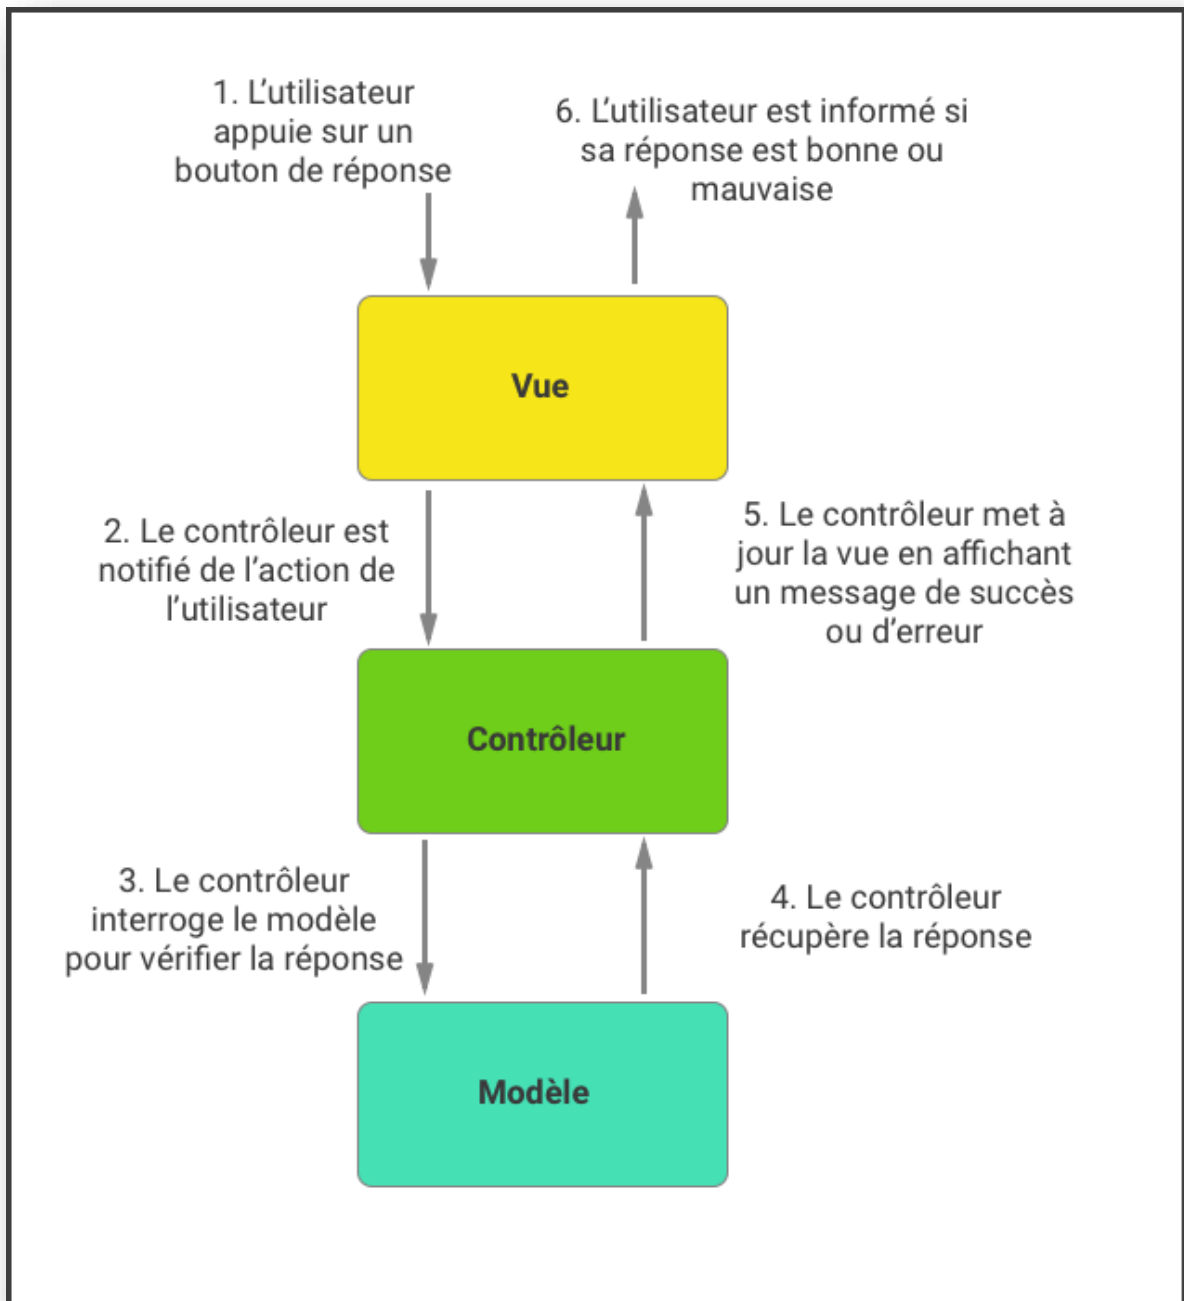 1. L’utilisateur
appuie sur un
bouton de réponse
6. L’utilisateur est informé si
sa réponse est bonne ou
mauvaise
Vue
2. Le contrôleur est
notifié de l’action de
l’utilisateur
5. Le contrôleur met à
jour la vue en affichant
un message de succès
ou d’erreur
Contrôleur
3. Le contrôleur
interroge le modèle
pour vérifier la réponse
4. Le contrôleur
récupère la réponse
Modèle